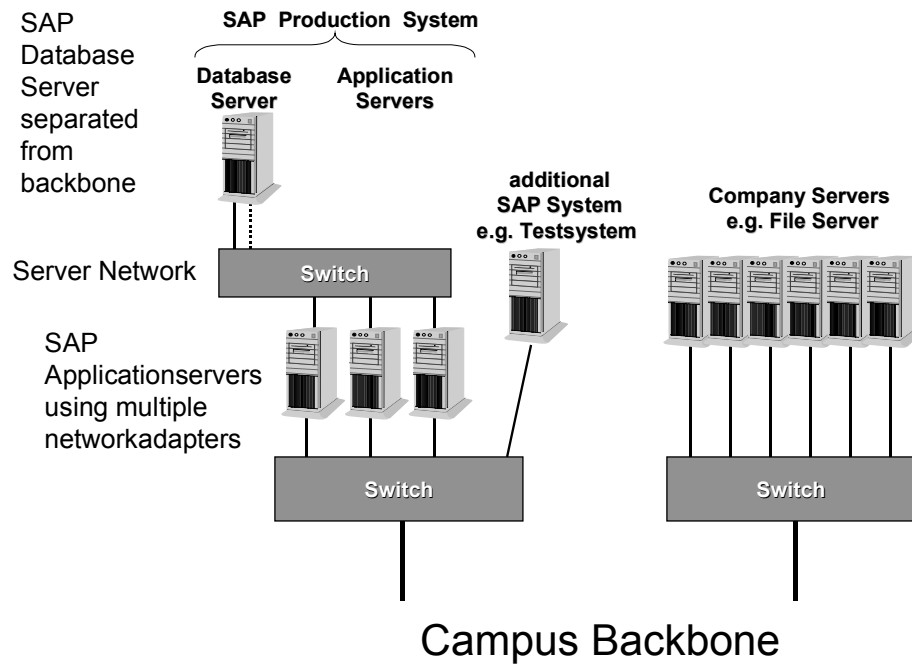 SAP
Database
Server
separated
from
backbone
SAP Production System
Database
Server
Application
Servers
additional
SAP System
e.g. Testsystem
Company Servers
e.g. File Server
Server Network
Switch
SAP
Applicationservers
using multiple
networkadapters
Switch
Switch
Campus Backbone